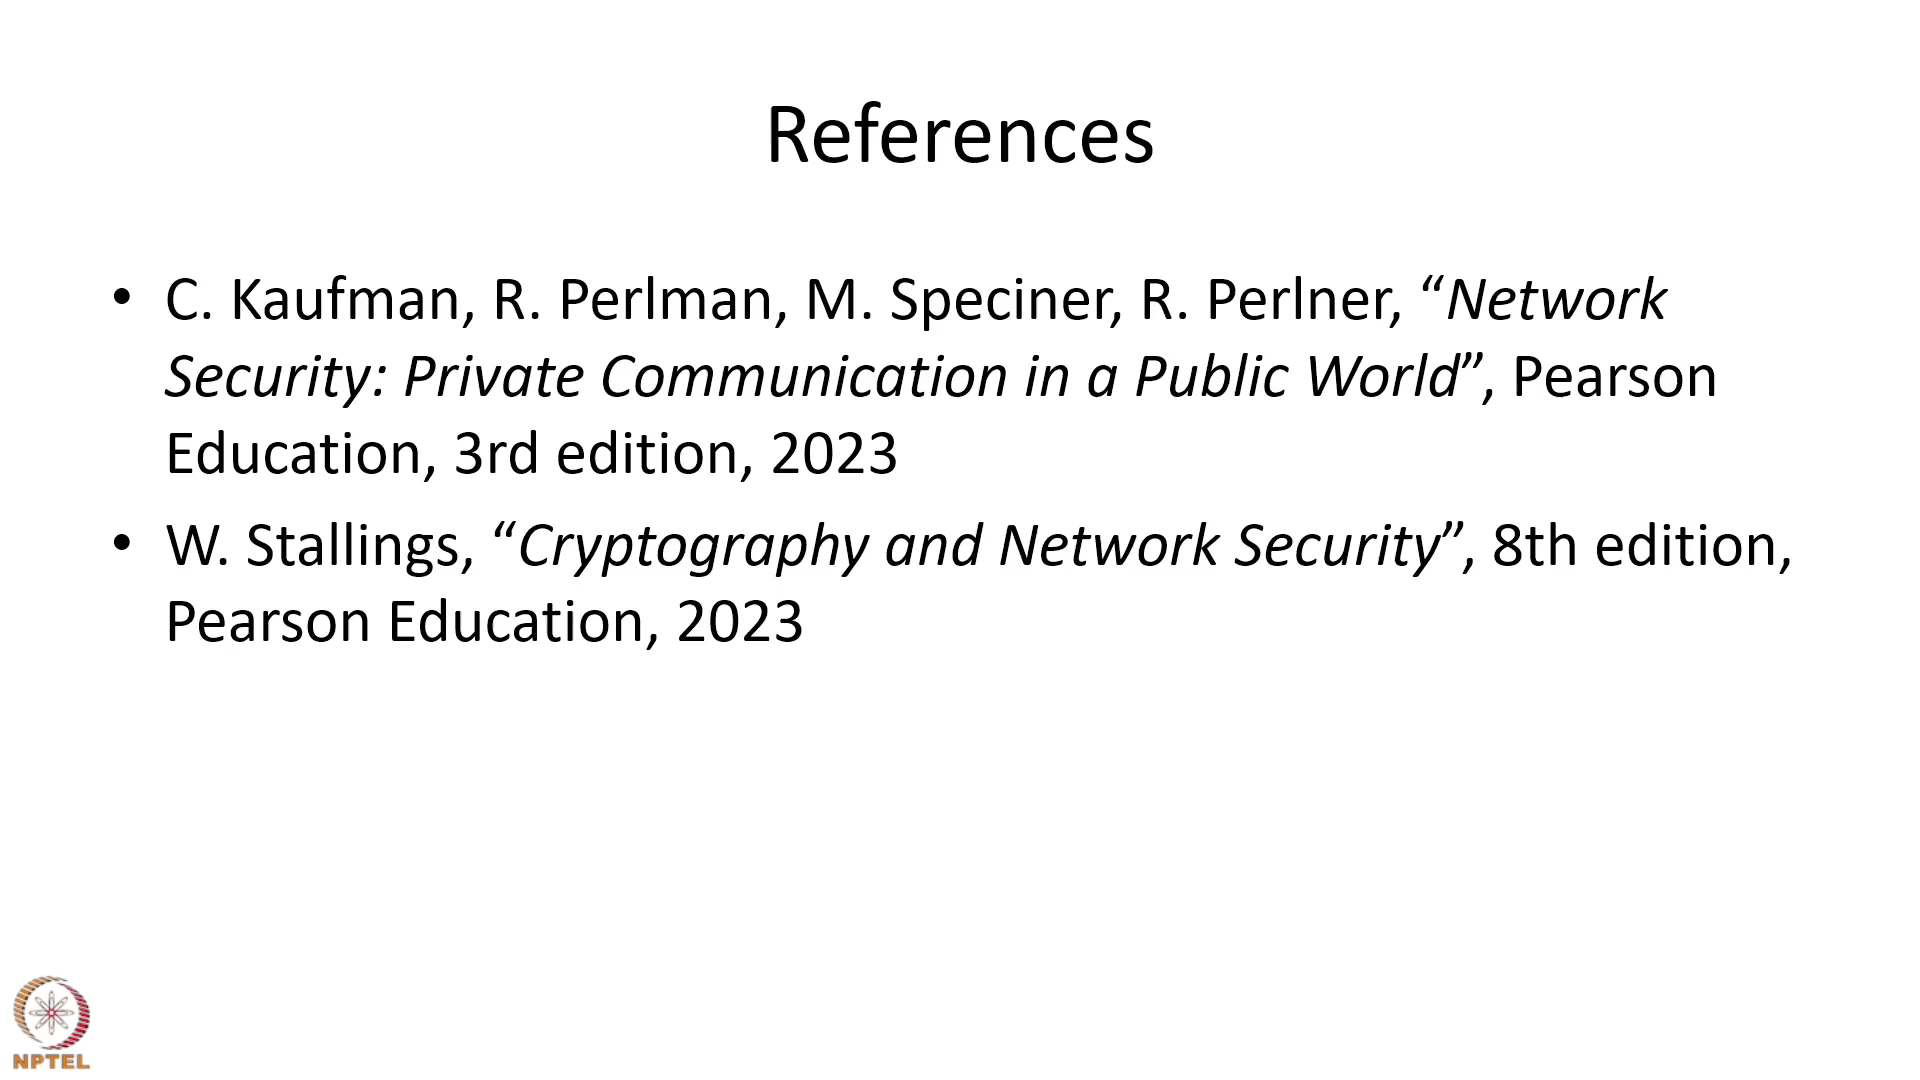 References
• C. Kaufman, R. Perlman, M. Speciner, R. Perlner, “Network
Security: Private Communication in a Public World”, Pearson
Education, 3rd edition, 2023
• W. Stallings, “Cryptography and Network Security”, 8th edition,
Pearson Education, 2023
NPTEL